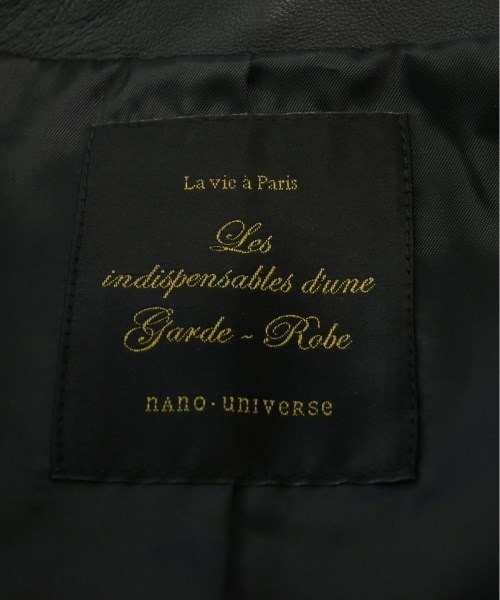 La vie à Paris
Les
indispensables d'une
Garde ~ Robe
nano·universe